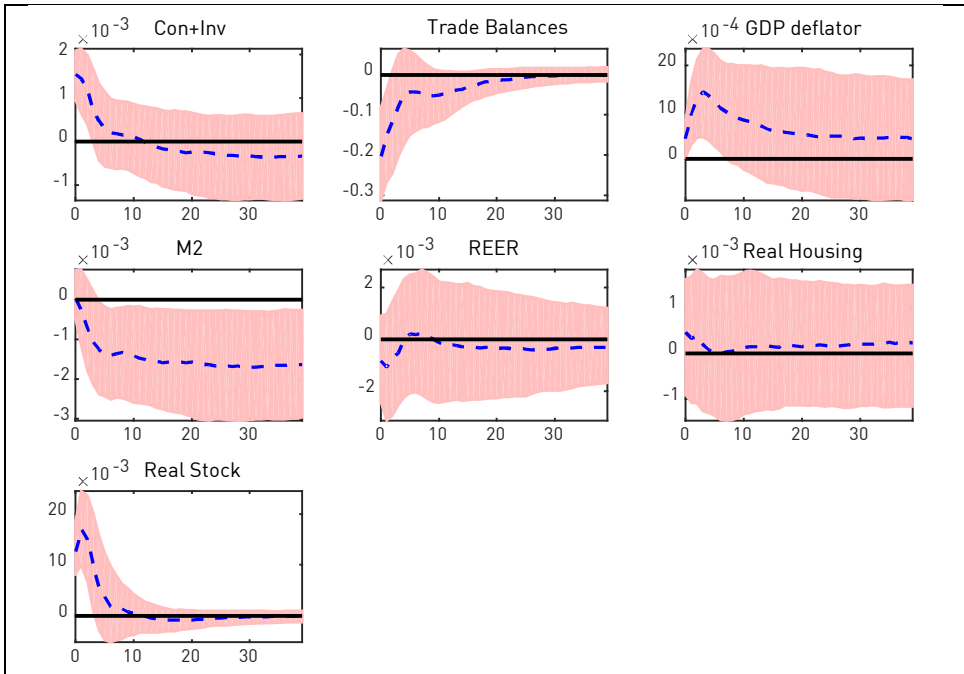 Con+Inv
× 10⁻³
2
1
0
-1
0 10 20 30
Trade Balances
0
-0.1
-0.2
-0.3
0 10 20 30
× 10⁻⁴ GDP deflator
20
10
0
0 10 20 30
M2
× 10⁻³
0
-1
-2
-3
0 10 20 30
REER
× 10⁻³
2
0
-2
0 10 20 30
× 10⁻³
Real Housing
1
0
-1
0 10 20 30
× 10⁻³ Real Stock
20
10
0
0 10 20 30